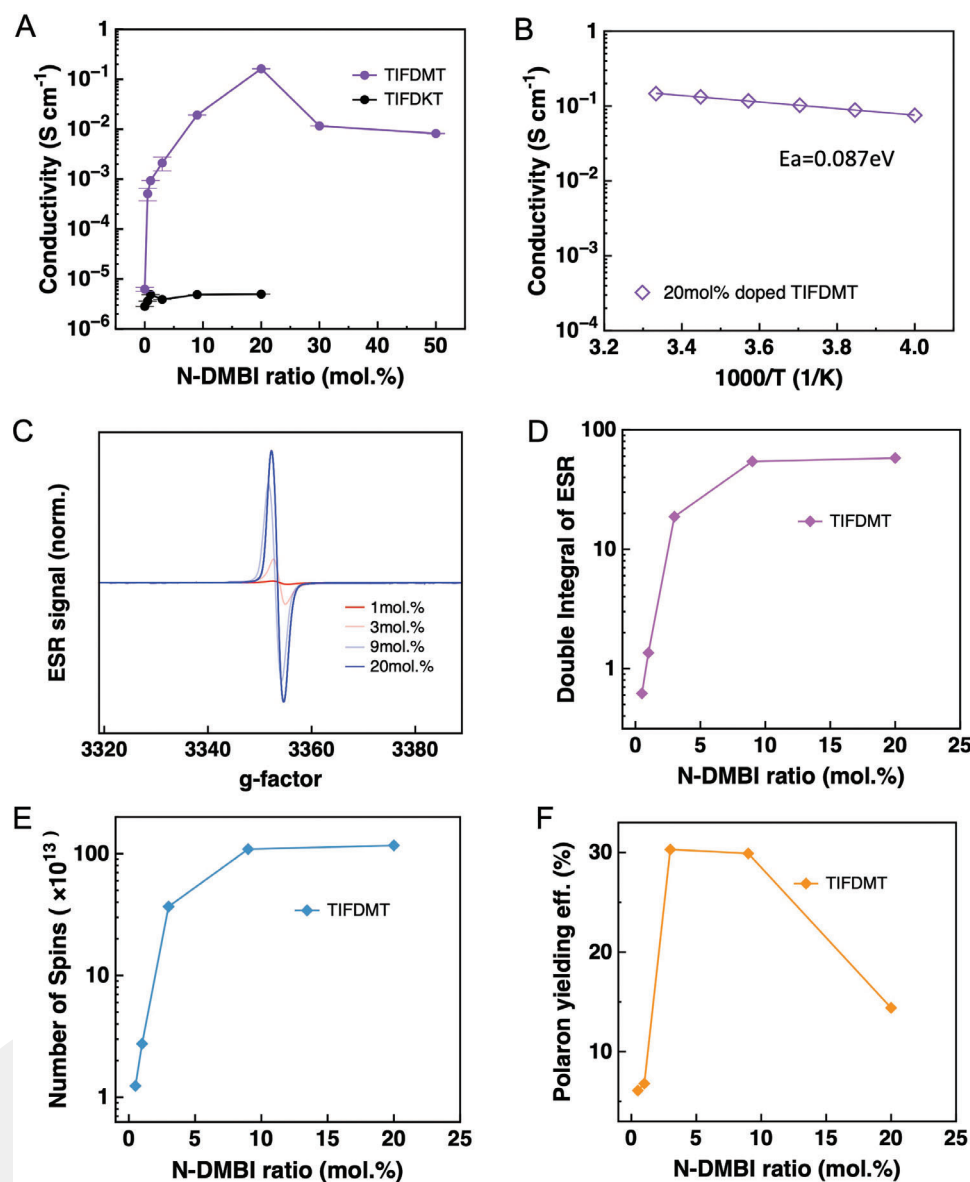 A
Conductivity (S cm⁻¹)
1
10⁻¹
10⁻²
10⁻³
10⁻⁴
10⁻⁵
10⁻⁶
TIFDMT
TIFDKT
0 10 20 30 40 50
N-DMBI ratio (mol.%)
B
Conductivity (S cm⁻¹)
1
10⁻¹
10⁻²
10⁻³
10⁻⁴
Ea=0.087eV
20mol% doped TIFDMT
3.2 3.4 3.6 3.8 4.0
1000/T (1/K)
C
ESR signal (norm.)
1mol.%
3mol.%
9mol.%
20mol.%
3320 3340 3360 3380
g-factor
D
Double Integral of ESR
100
10
1
TIFDMT
0 5 10 15 20 25
N-DMBI ratio (mol.%)
E
Number of Spins ( ×10¹³)
100
10
1
TIFDMT
0 5 10 15 20 25
N-DMBI ratio (mol.%)
F
Polaron yielding eff. (%)
30
20
10
TIFDMT
0 5 10 15 20 25
N-DMBI ratio (mol.%)